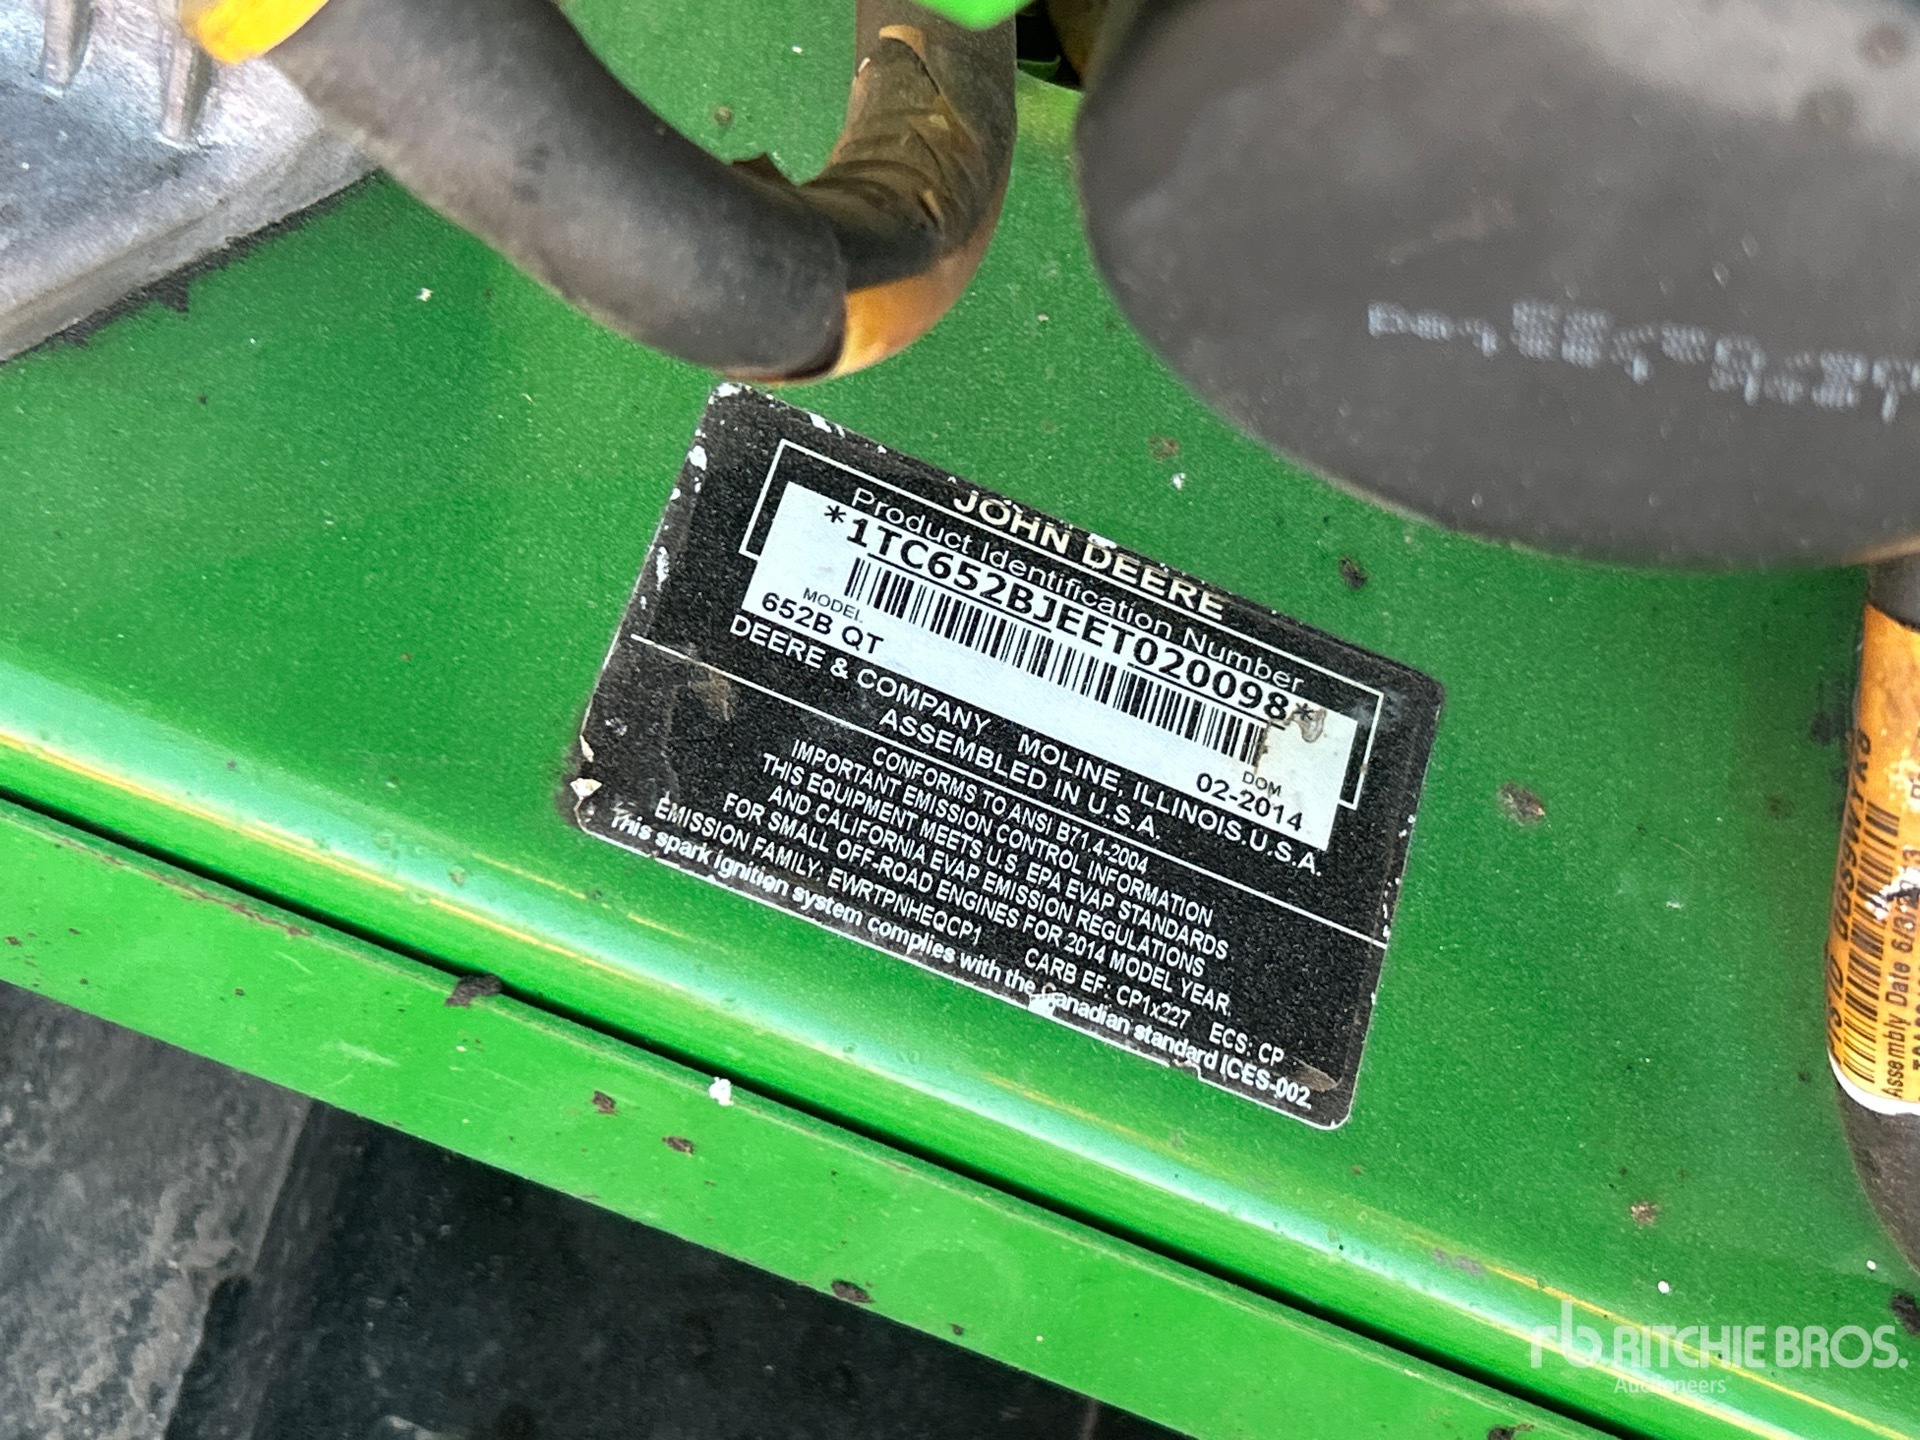 JOHN DEERE
Product Identification Number
*1TC652BJEET020098*
MODEL
652B QT
DOM
02-2014
DEERE & COMPANY MOLINE, ILLINOIS U.S.A.
ASSEMBLED IN U.S.A.
CONFORMS TO ANSI B71.4-2004
IMPORTANT EMISSION CONTROL INFORMATION
THIS EQUIPMENT MEETS U.S. EPA EVAP STANDARDS
AND CALIFORNIA EVAP EMISSION REGULATIONS
FOR SMALL OFF-ROAD ENGINES FOR 2014 MODEL YEAR.
EMISSION FAMILY: EWRTPNHEQCP1 CARB EF: CP1x227 ECS: CP
This spark ignition system complies with the Canadian standard ICES-002.
Assembly Date
rb RITCHIE BROS.
Auctioneers